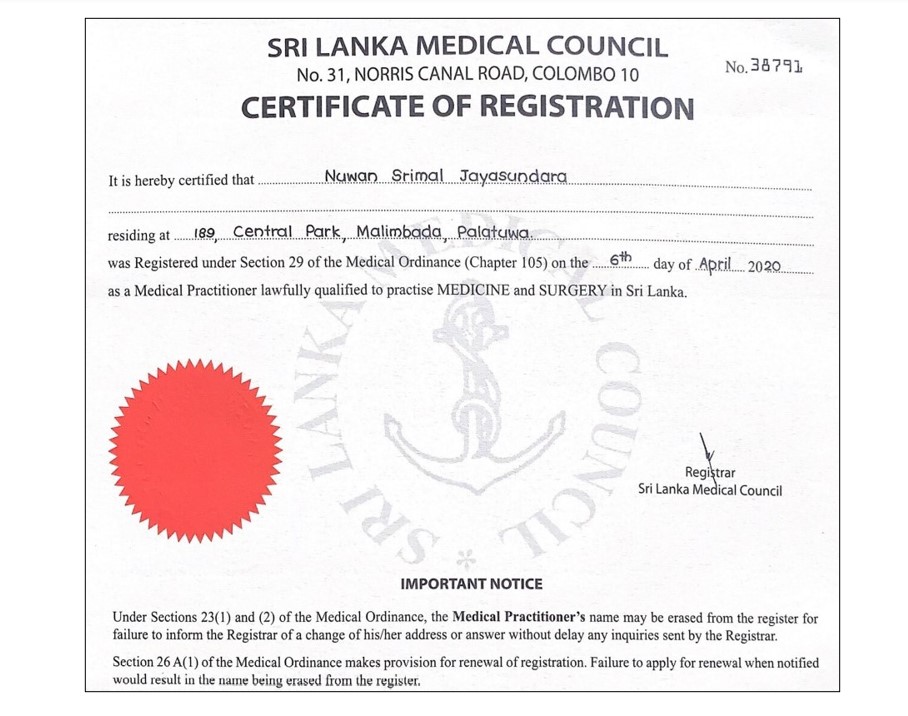 SRI LANKA MEDICAL COUNCIL
No. 31, NORRIS CANAL ROAD, COLOMBO 10
No. 38791
CERTIFICATE OF REGISTRATION
It is hereby certified that Nuwan Srimal Jayasundara
residing at 189, Central Park, Malimbada, Palatuwa.
was Registered under Section 29 of the Medical Ordinance (Chapter 105) on the 6th day of April 2020
as a Medical Practitioner lawfully qualified to practise MEDICINE and SURGERY in Sri Lanka.
SRI LANKA MEDICAL COUNCIL *
Registrar
Sri Lanka Medical Council
IMPORTANT NOTICE
Under Sections 23(1) and (2) of the Medical Ordinance, the Medical Practitioner's name may be erased from the register for
failure to inform the Registrar of a change of his/her address or answer without delay any inquiries sent by the Registrar.
Section 26 A(1) of the Medical Ordinance makes provision for renewal of registration. Failure to apply for renewal when notified
would result in the name being erased from the register.